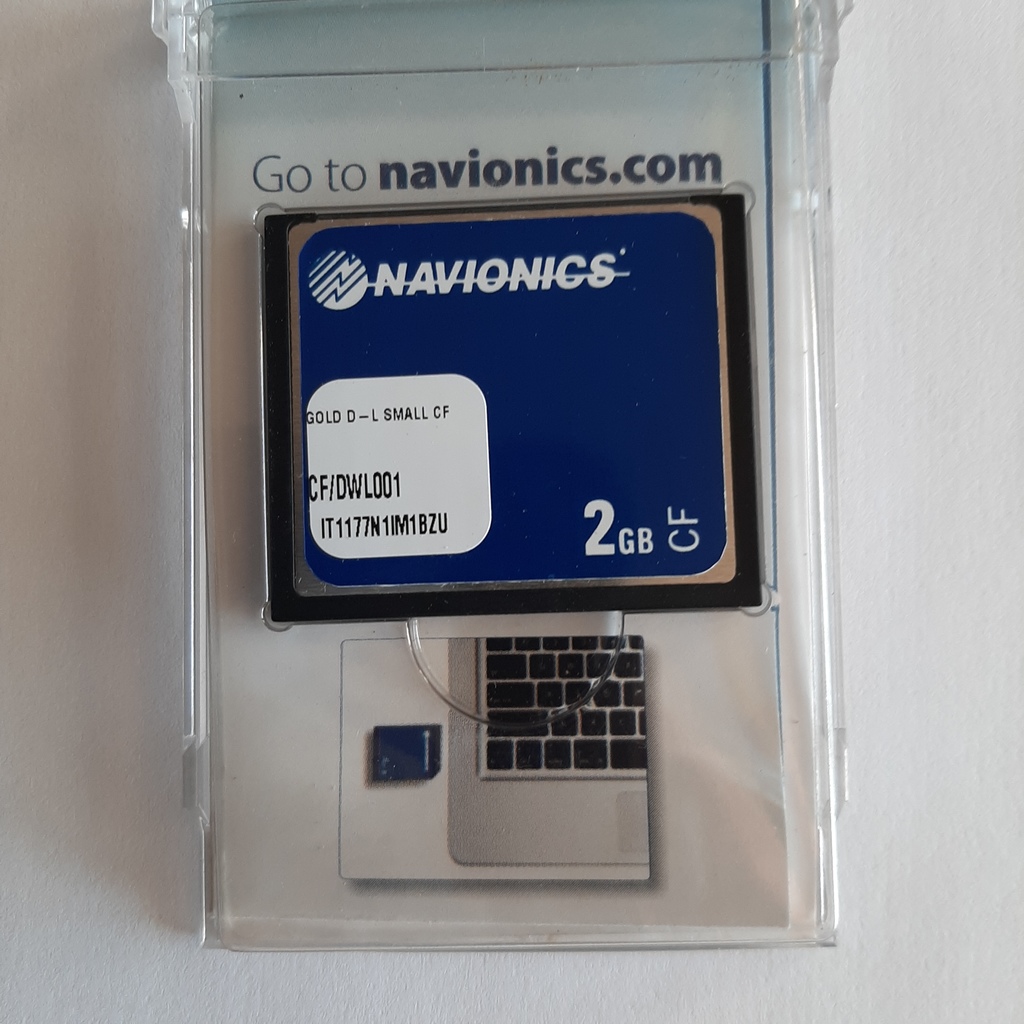 Go to navionics.com
NAVIONICS
GOLD D-L SMALL CF
CF/DWL001
IT1177N1IM1BZU
2GB CF